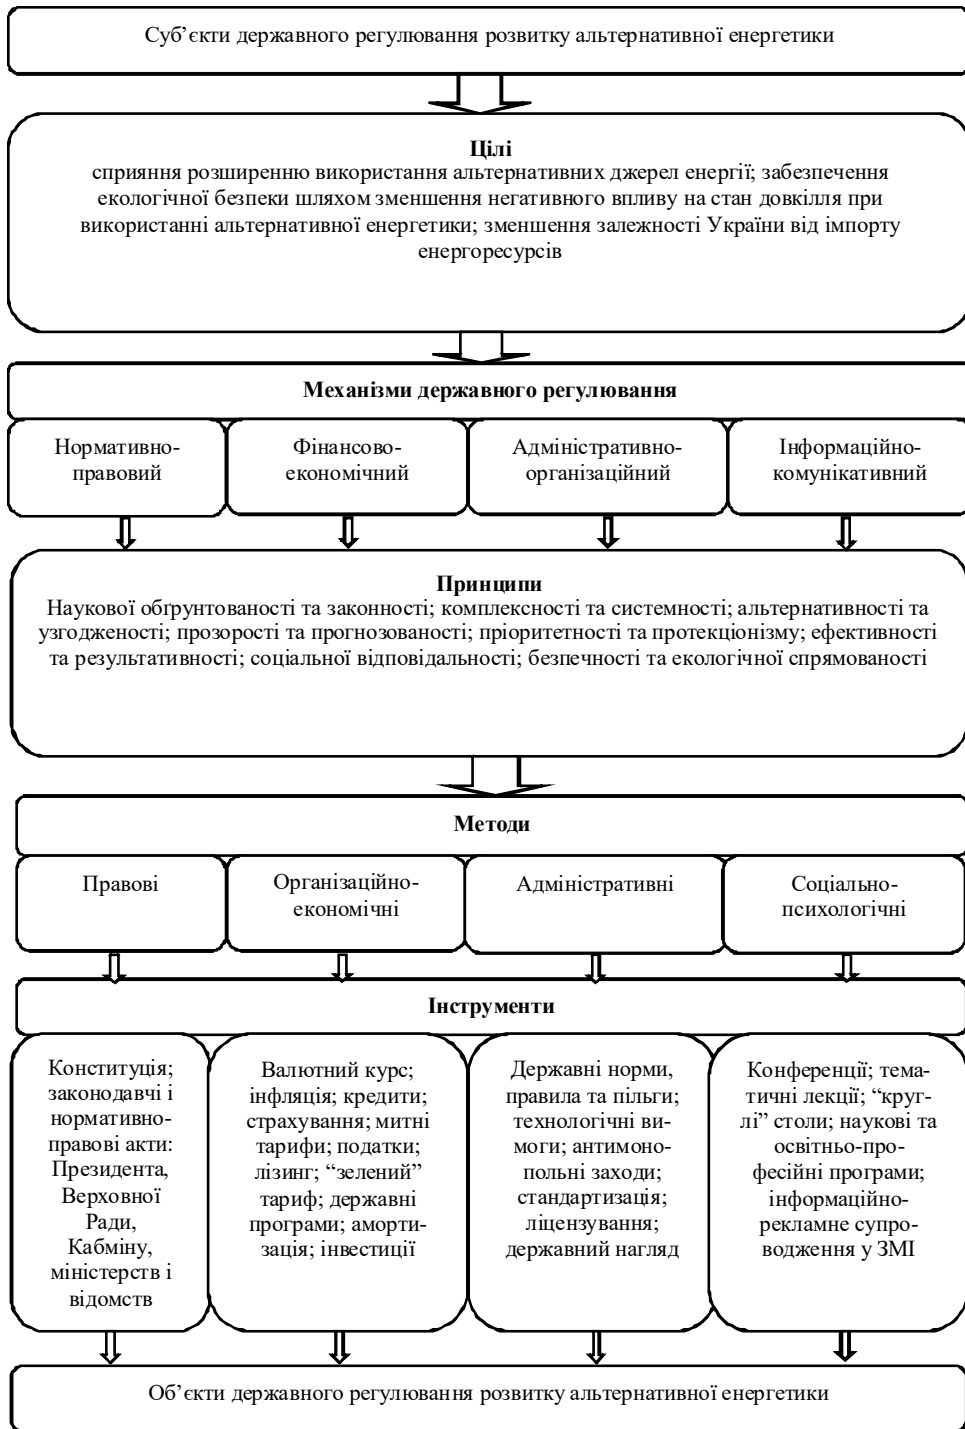 Суб’єкти державного регулювання розвитку альтернативної енергетики
Цілі
сприяння розширенню використання альтернативних джерел енергії; забезпечення
екологічної безпеки шляхом зменшення негативного впливу на стан довкілля при
використанні альтернативної енергетики; зменшення залежності України від імпорту
енергоресурсів
Механізми державного регулювання
Нормативно-
правовий
Фінансово-
економічний
Адміністративно-
організаційний
Інформаційно-
комунікативний
Принципи
Наукової обґрунтованості та законності; комплексності та системності; альтернативності та
узгодженості; прозорості та прогнозованості; пріоритетності та протекціонізму; ефективності
та результативності; соціальної відповідальності; безпечності та екологічної спрямованості
Методи
Правові
Організаційно-
економічні
Адміністративні
Соціально-
психологічні
Інструменти
Конституція;
законодавчі і
нормативно-
правові акти:
Президента,
Верховної
Ради,
Кабміну,
міністерств і
відомств
Валютний курс;
інфляція; кредити;
страхування; митні
тарифи; податки;
лізинг; “зелений”
тариф; державні
програми; аморти-
зація; інвестиції
Державні норми,
правила та пільги;
технологічні ви-
моги; антимоно-
польні заходи;
стандартизація;
ліцензування;
державний нагляд
Конференції; тема-
тичні лекції; “круг-
лі” столи; наукові та
освітньо-про-
фесійні програми;
інформаційно-
рекламне супро-
водження у ЗМІ
Об’єкти державного регулювання розвитку альтернативної енергетики